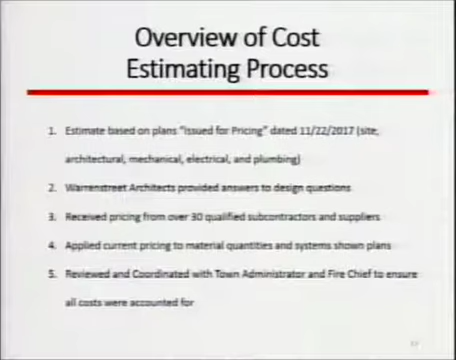 Overview of Cost
Estimating Process
1. Estimate based on plans "Issued for Pricing" dated 11/22/2017 (site,
architectural, mechanical, electrical, and plumbing)
2. Warrenstreet Architects provided answers to design questions
3. Received pricing from over 30 qualified subcontractors and suppliers
4. Applied current pricing to material quantities and systems shown plans
5. Reviewed and Coordinated with Town Administrator and Fire Chief to ensure
all costs were accounted for